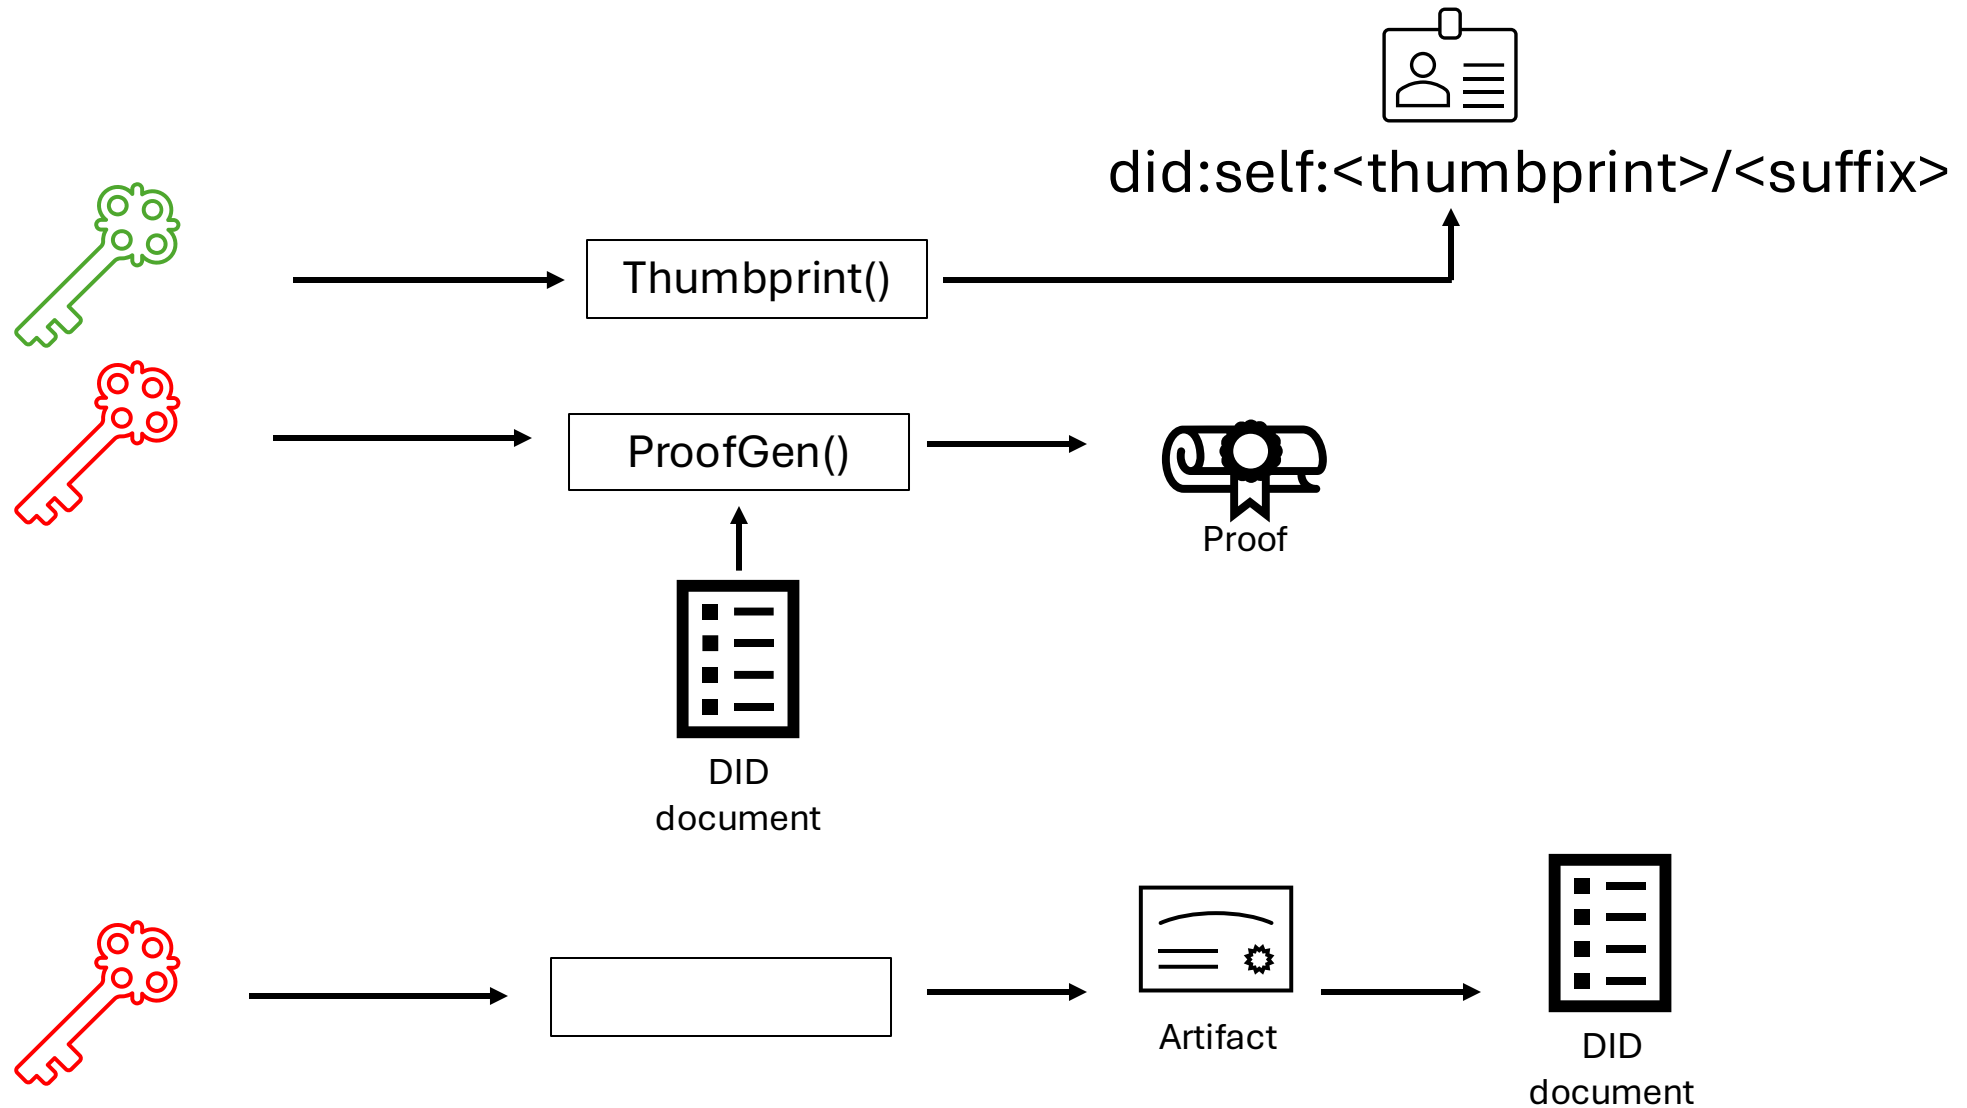 did:self:<thumbprint>/<suffix>
Thumbprint()
ProofGen()
Proof
DID
document
Artifact
DID
document